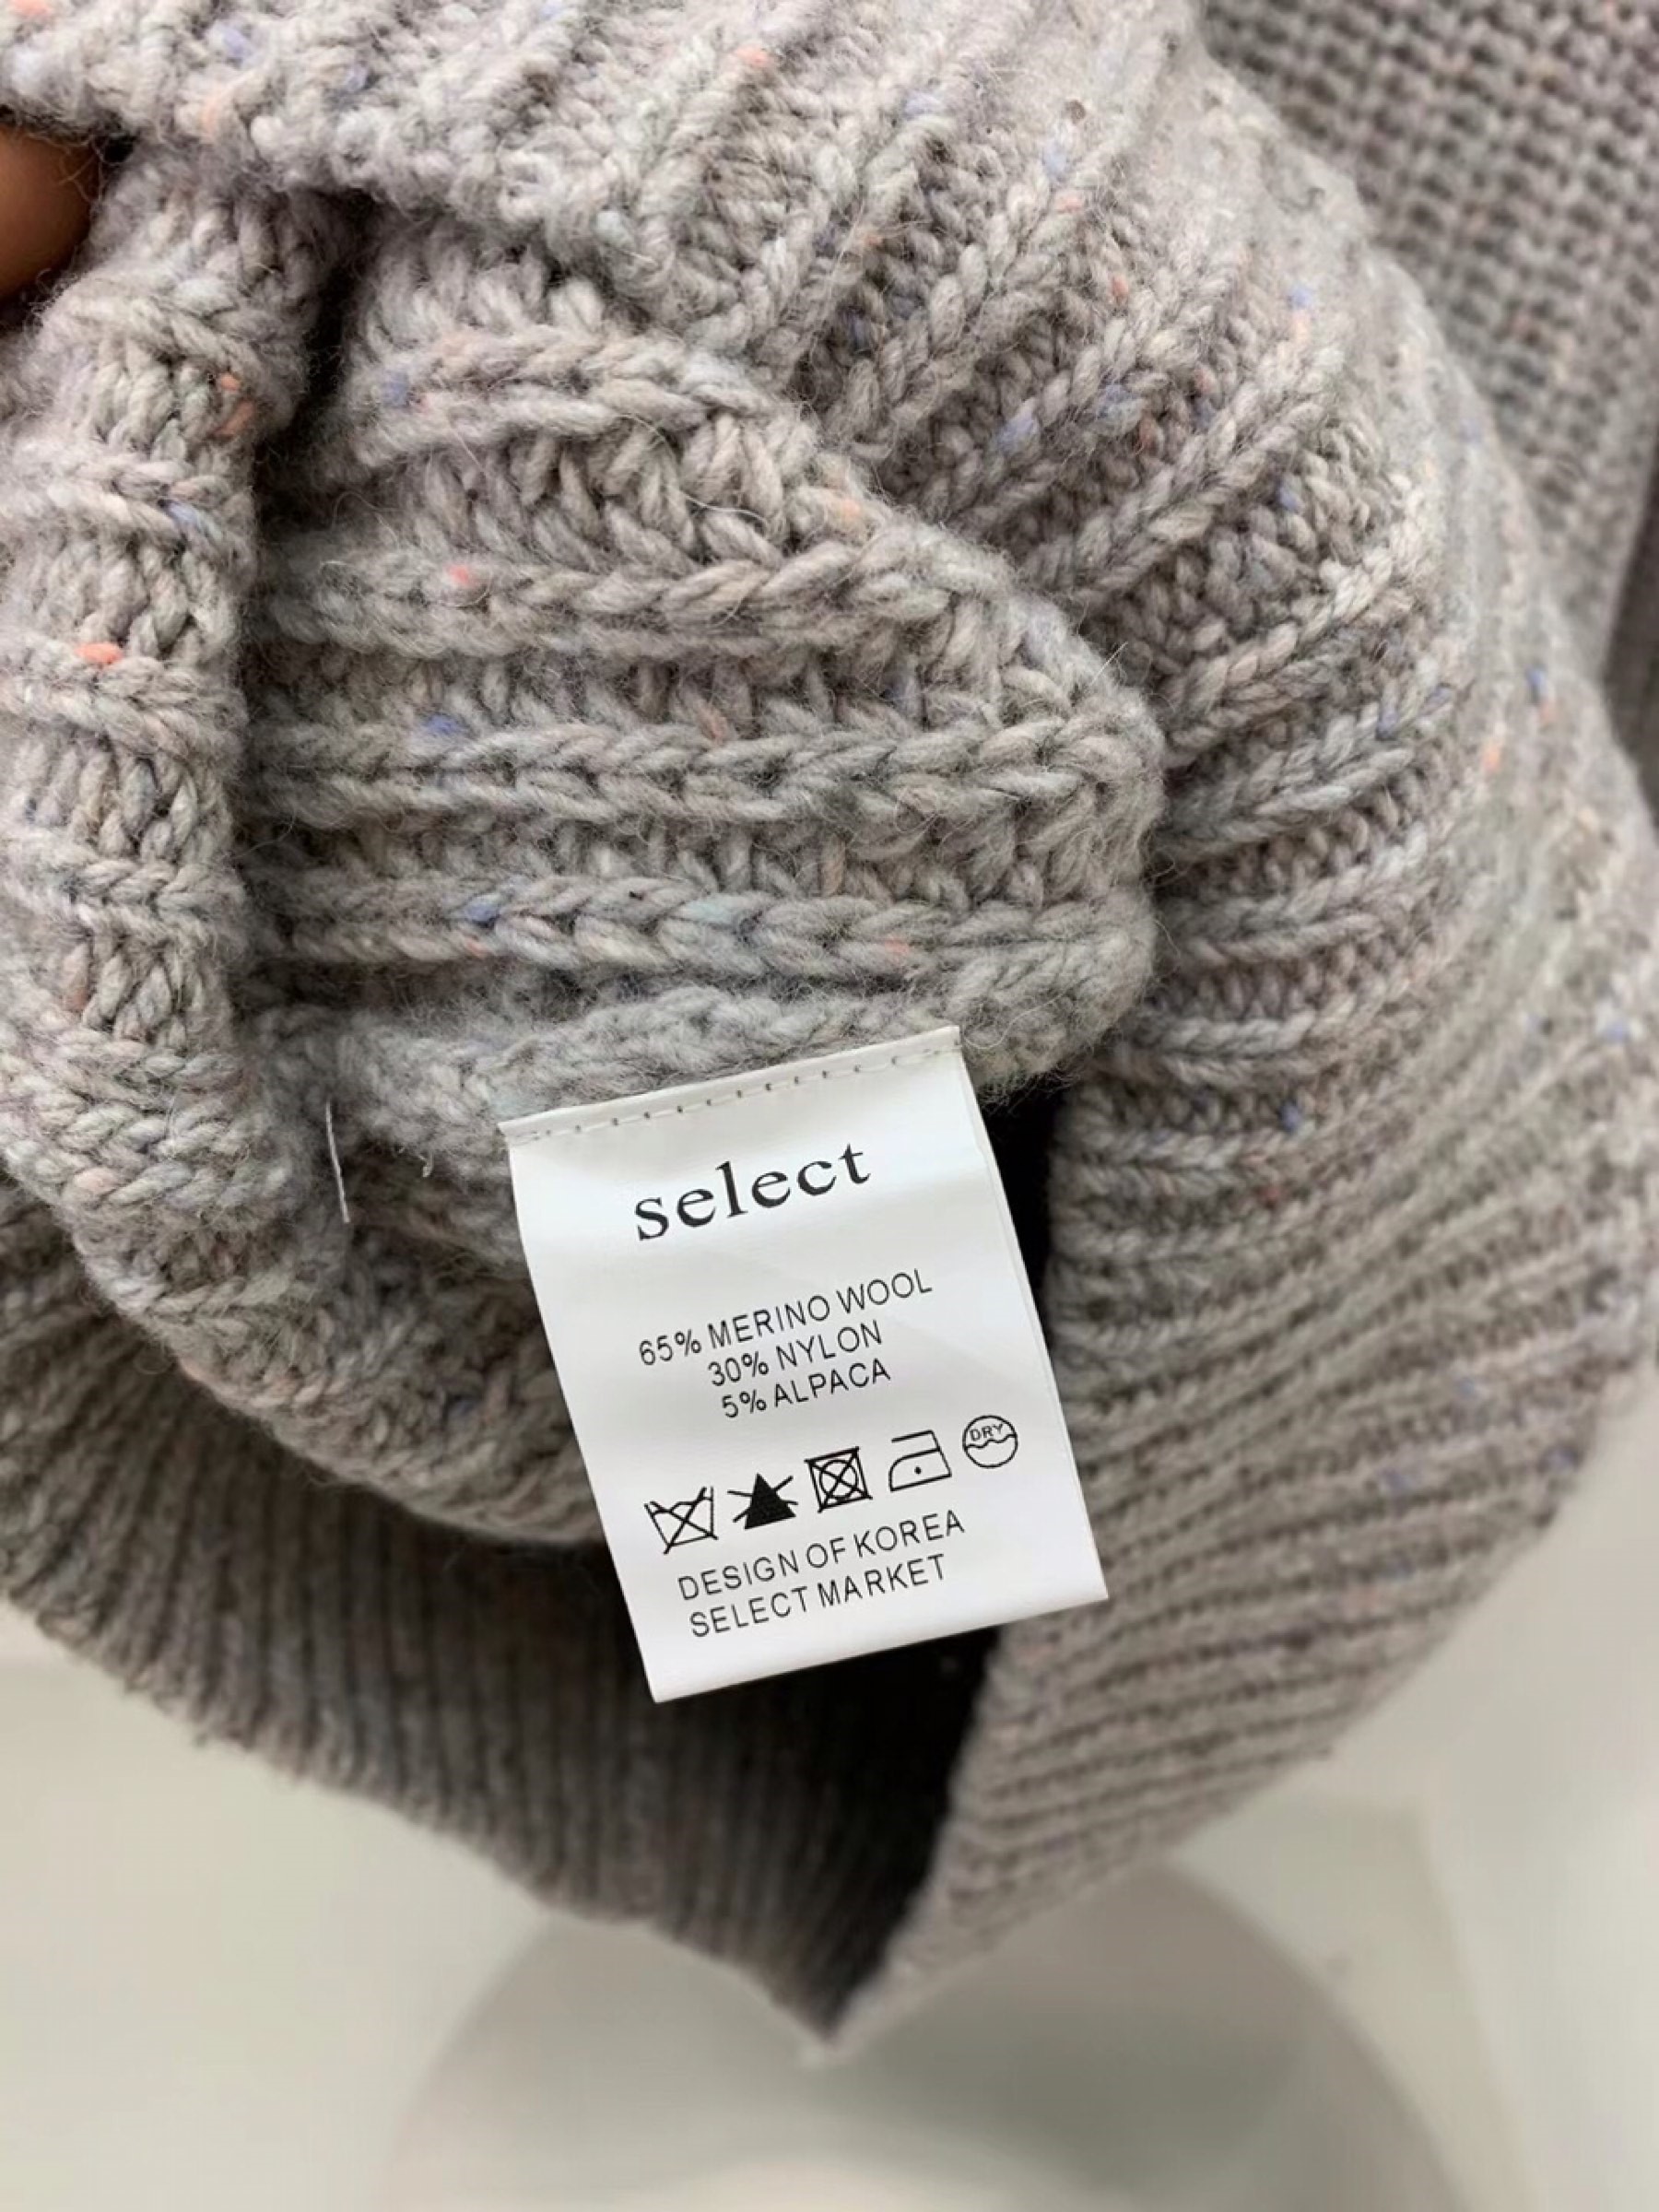 select
65% MERINO WOOL
30% NYLON
5% ALPACA
DRY
DESIGN OF KOREA
SELECT MARKET